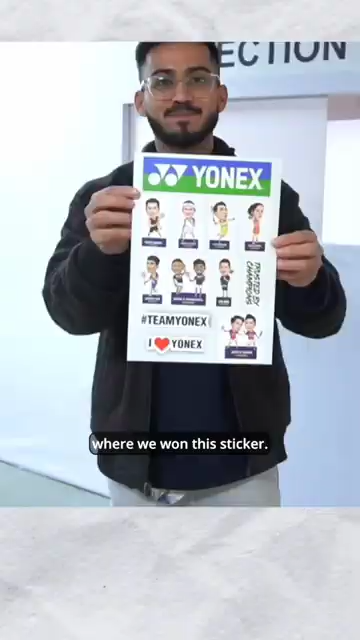 ECTION
YONEX
TRUSTED BY
CHAMPIONS
#TEAMYONEX
I ❤ YONEX
where we won this sticker.